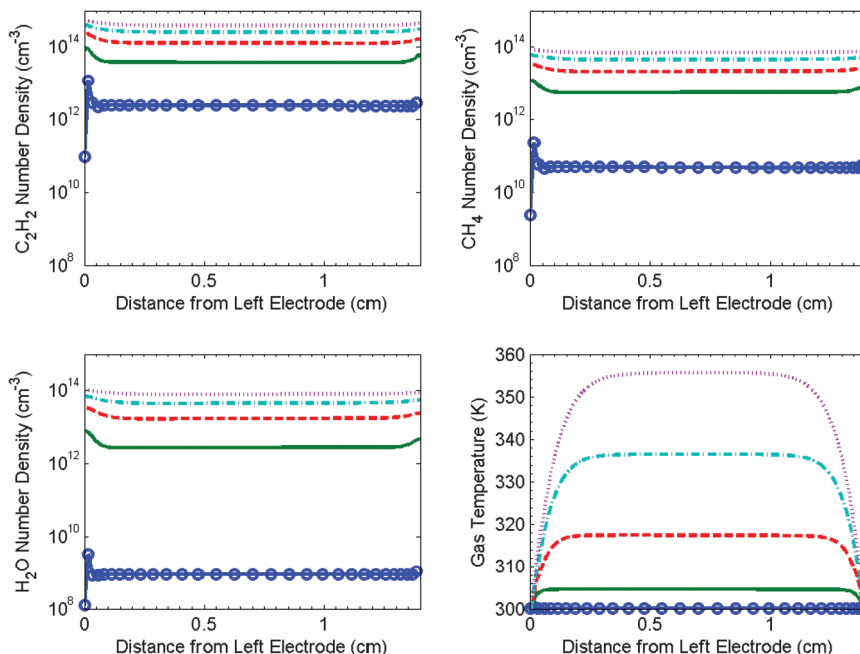 C2H2 Number Density (cm-3)
10^14
10^12
10^10
10^8
0 0.5 1
Distance from Left Electrode (cm)
CH4 Number Density (cm-3)
10^14
10^12
10^10
10^8
0 0.5 1
Distance from Left Electrode (cm)
H2O Number Density (cm-3)
10^14
10^12
10^10
10^8
0 0.5 1
Distance from Left Electrode (cm)
Gas Temperature (K)
360
350
340
330
320
310
300
0 0.5 1
Distance from Left Electrode (cm)